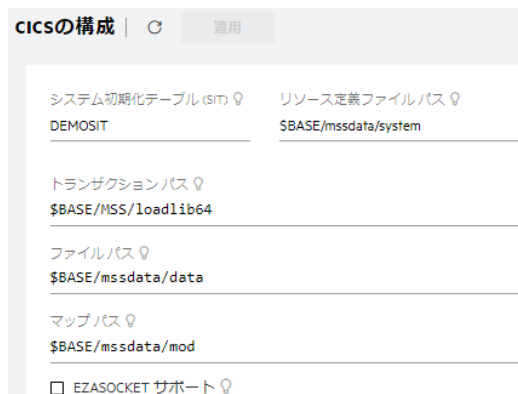 CICSの構成
適用
システム初期化テーブル (SIT) リソース定義ファイル パス
DEMOSIT $BASE/mssdata/system
トランザクション パス
$BASE/MSS/loadlib64
ファイル パス
$BASE/mssdata/data
マップ パス
$BASE/mssdata/mod
EZASOCKET サポート